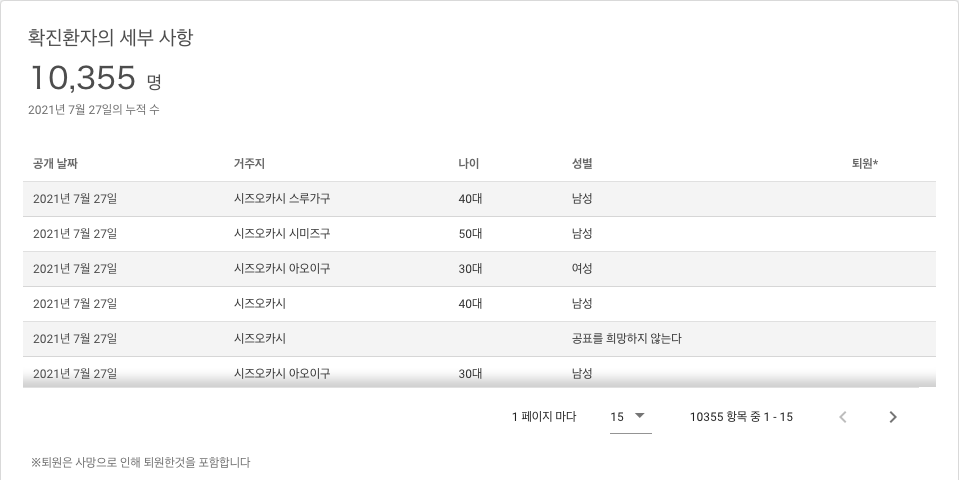 확진환자의 세부 사항
10,355 명
2021년 7월 27일의 누적 수
공개 날짜 거주지 나이 성별 퇴원*
2021년 7월 27일 시즈오카시 스루가구 40대 남성
2021년 7월 27일 시즈오카시 시미즈구 50대 남성
2021년 7월 27일 시즈오카시 아오이구 30대 여성
2021년 7월 27일 시즈오카시 40대 남성
2021년 7월 27일 시즈오카시 공표를 희망하지 않는다
2021년 7월 27일 시즈오카시 아오이구 30대 남성
1 페이지 마다 15 10355 항목 중 1 - 15
※퇴원은 사망으로 인해 퇴원한것을 포함합니다